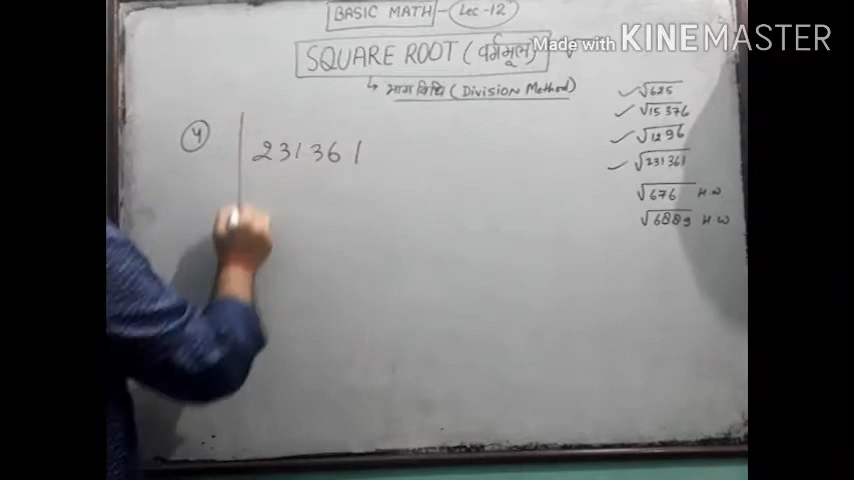 BASIC MATH - Lec-12
SQUARE ROOT (वर्गमूल) √
Made with KINEMASTER
↳ भाग विधि (Division Method)
√625
√15376
√1296
√231361
√676 H.W
√6889 H.W
4
231361